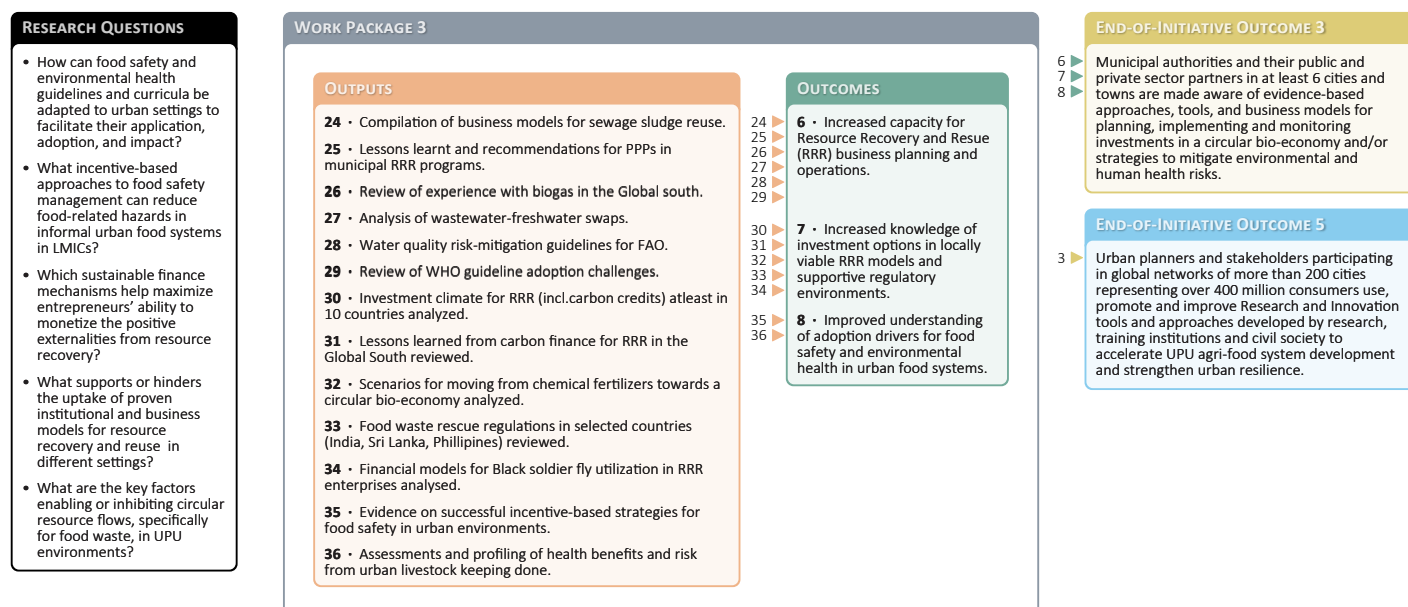 RESEARCH QUESTIONS
• How can food safety and
environmental health
guidelines and curricula be
adapted to urban settings to
facilitate their application,
adoption, and impact?
• What incentive-based
approaches to food safety
management can reduce
food-related hazards in
informal urban food systems
in LMICs?
• Which sustainable finance
mechanisms help maximize
entrepreneurs’ ability to
monetize the positive
externalities from resource
recovery?
• What supports or hinders
the uptake of proven
institutional and business
models for resource
recovery and reuse in
different settings?
• What are the key factors
enabling or inhibiting circular
resource flows, specifically
for food waste, in UPU
environments?
WORK PACKAGE 3
OUTPUTS
24 · Compilation of business models for sewage sludge reuse.
25 · Lessons learnt and recommendations for PPPs in
municipal RRR programs.
26 · Review of experience with biogas in the Global south.
27 · Analysis of wastewater-freshwater swaps.
28 · Water quality risk-mitigation guidelines for FAO.
29 · Review of WHO guideline adoption challenges.
30 · Investment climate for RRR (incl.carbon credits) atleast in
10 countries analyzed.
31 · Lessons learned from carbon finance for RRR in the
Global South reviewed.
32 · Scenarios for moving from chemical fertilizers towards a
circular bio-economy analyzed.
33 · Food waste rescue regulations in selected countries
(India, Sri Lanka, Phillipines) reviewed.
34 · Financial models for Black soldier fly utilization in RRR
enterprises analysed.
35 · Evidence on successful incentive-based strategies for
food safety in urban environments.
36 · Assessments and profiling of health benefits and risk
from urban livestock keeping done.
24
25
26
27
28
29
30
31
32
33
34
35
36
OUTCOMES
6 · Increased capacity for
Resource Recovery and Resue
(RRR) business planning and
operations.
7 · Increased knowledge of
investment options in locally
viable RRR models and
supportive regulatory
environments.
8 · Improved understanding
of adoption drivers for food
safety and environmental
health in urban food systems.
6
7
8
END-OF-INITIATIVE OUTCOME 3
Municipal authorities and their public and
private sector partners in at least 6 cities and
towns are made aware of evidence-based
approaches, tools, and business models for
planning, implementing and monitoring
investments in a circular bio-economy and/or
strategies to mitigate environmental and
human health risks.
3
END-OF-INITIATIVE OUTCOME 5
Urban planners and stakeholders participating
in global networks of more than 200 cities
representing over 400 million consumers use,
promote and improve Research and Innovation
tools and approaches developed by research,
training institutions and civil society to
accelerate UPU agri-food system development
and strengthen urban resilience.